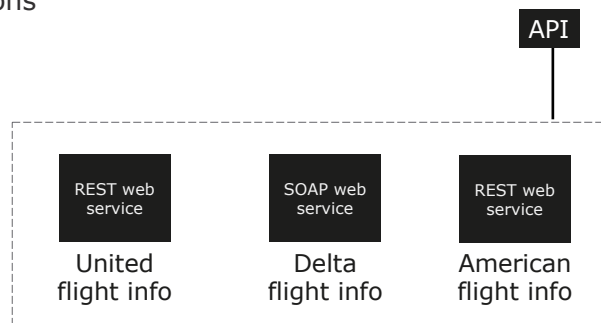 API
REST web
service
SOAP web
service
REST web
service
United
flight info
Delta
flight info
American
flight info